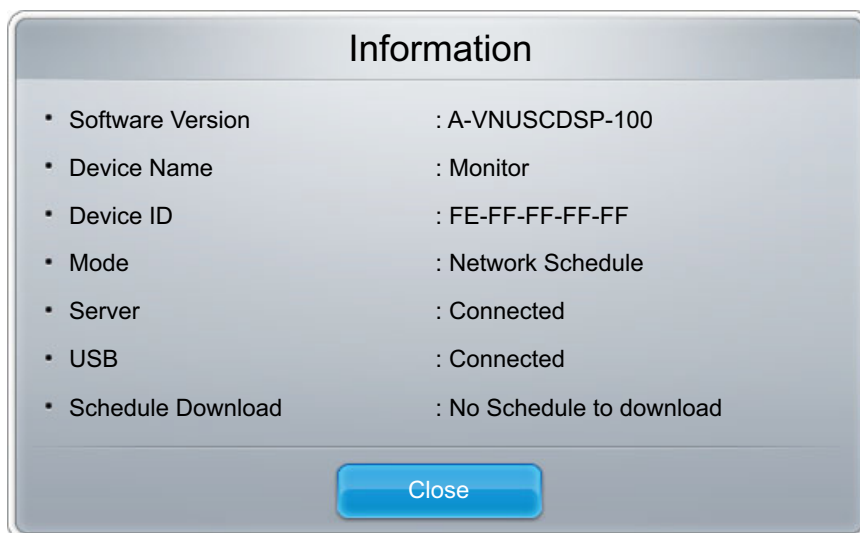 Information
• Software Version : A-VNUSCDSP-100
• Device Name : Monitor
• Device ID : FE-FF-FF-FF-FF
• Mode : Network Schedule
• Server : Connected
• USB : Connected
• Schedule Download : No Schedule to download
Close